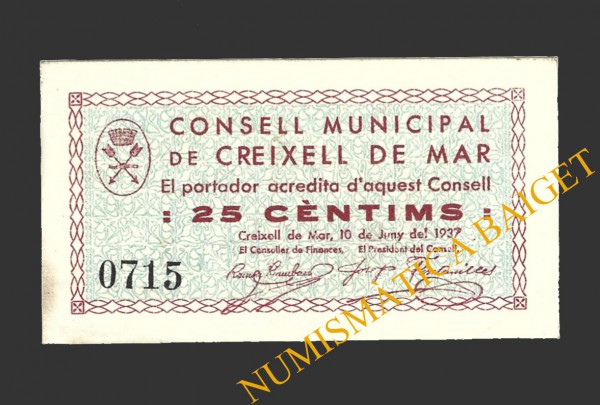 CONSELL MUNICIPAL
DE CREIXELL DE MAR
El portador acredita d'aquest Consell
: 25 CÈNTIMS :
Creixell de Mar, 10 de Juny del 1937
El Conseller de Finances, El President del Consell,
0715
NUMISMÀTICA BAIGET